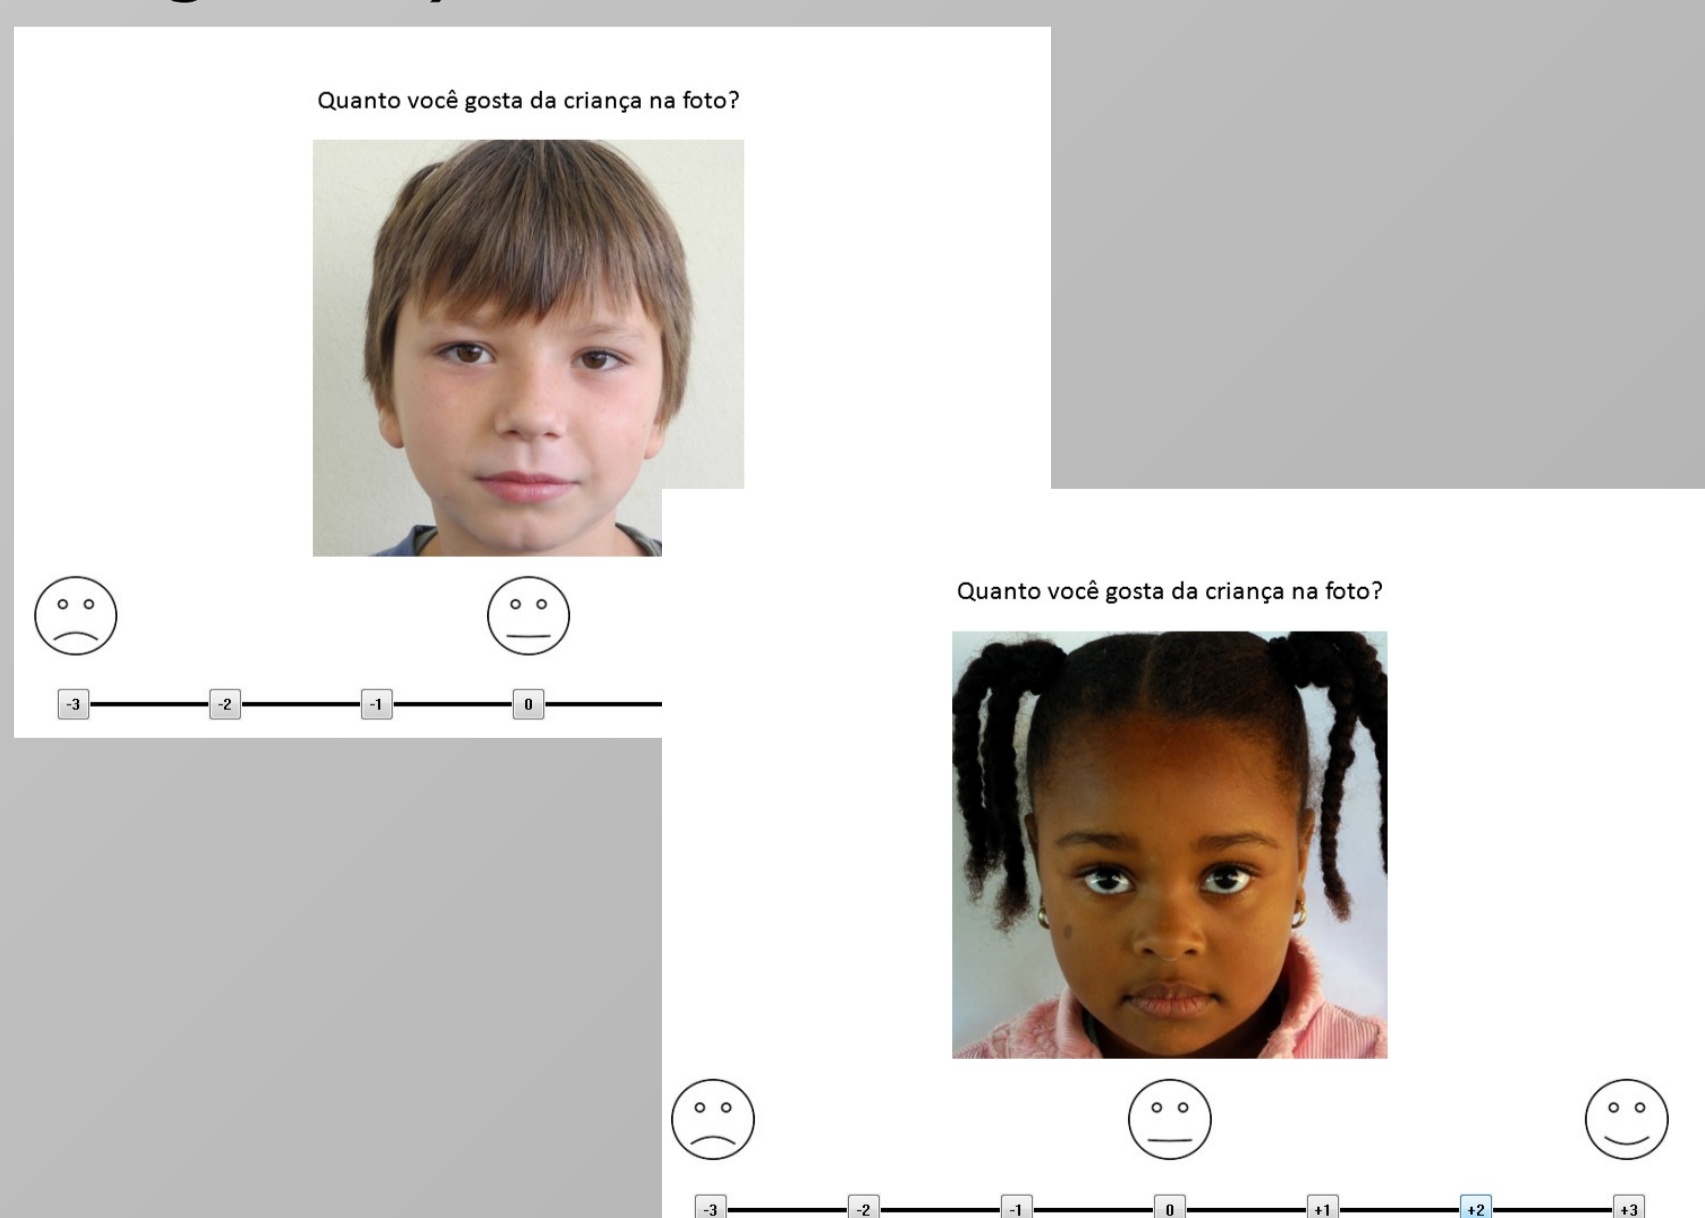 Quanto você gosta da criança na foto?
-3 -2 -1 0
Quanto você gosta da criança na foto?
-3 -2 -1 0 +1 +2 +3